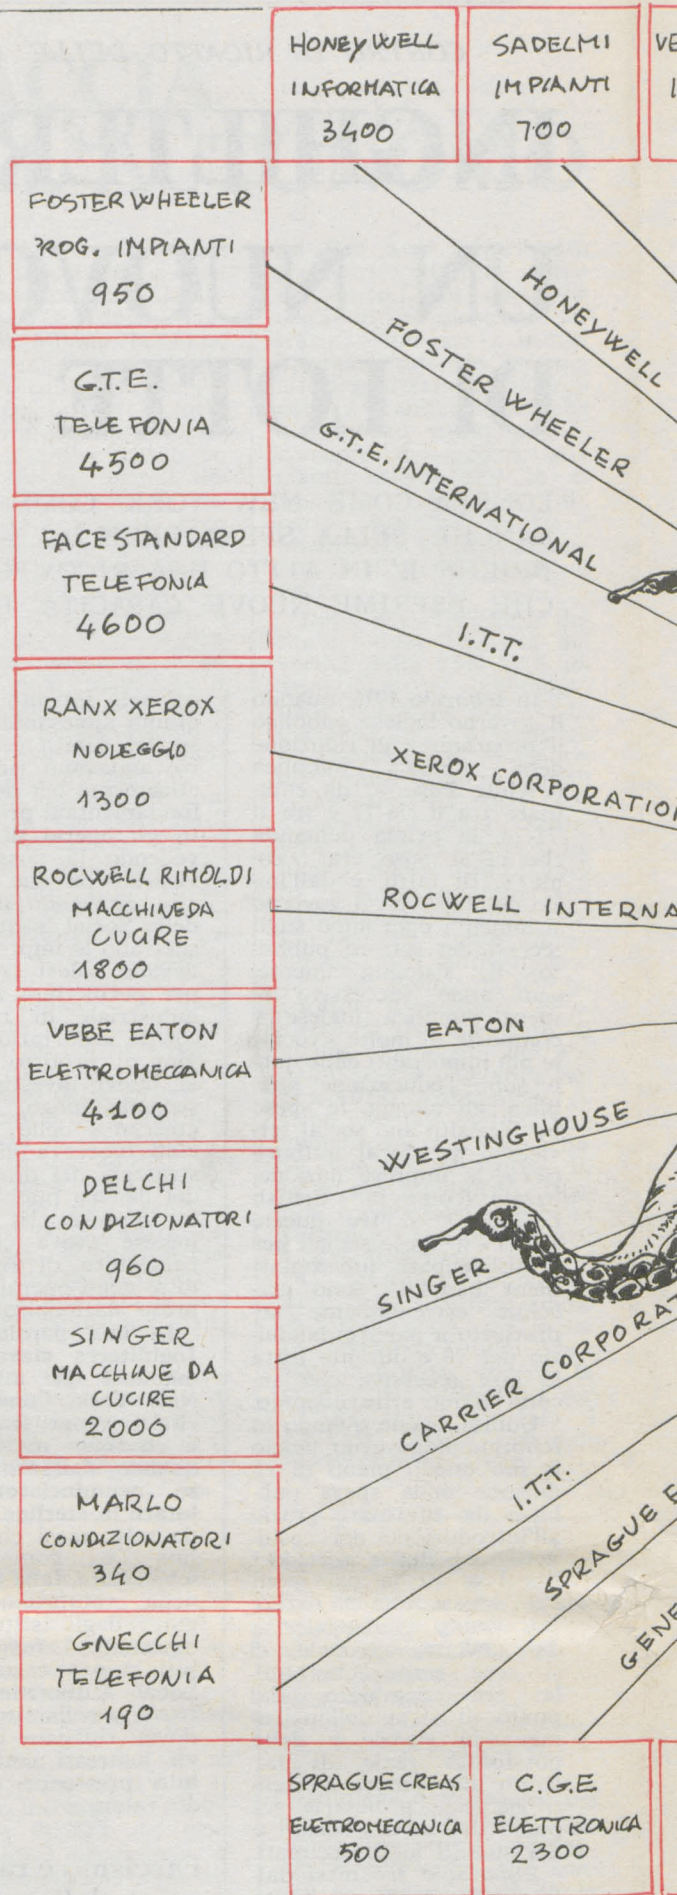 HONEYWELL
INFORMATICA
3400
SADELMI
IMPIANTI
700
VE
I
FOSTER WHEELER
PROG. IMPIANTI
950
G.T.E.
TELEFONIA
4500
FACE STANDARD
TELEFONIA
4600
RANX XEROX
NOLEGGIO
1300
ROCWELL RIMOLDI
MACCHINE DA
CUCIRE
1800
VEBE EATON
ELETTROMECCANICA
4100
DELCHI
CONDIZIONATORI
960
SINGER
MACCHINE DA
CUCIRE
2000
MARLO
CONDIZIONATORI
340
GNECCHI
TELEFONIA
190
HONEYWELL
FOSTER WHEELER
G.T.E. INTERNATIONAL
I.T.T.
XEROX CORPORATION
ROCWELL INTERNA
EATON
WESTINGHOUSE
SINGER
CARRIER CORPORAT
I.T.T.
SPRAGUE E
GENE
SPRAGUE CREAS
ELETTROMECCANICA
500
C.G.E
ELETTRONICA
2300